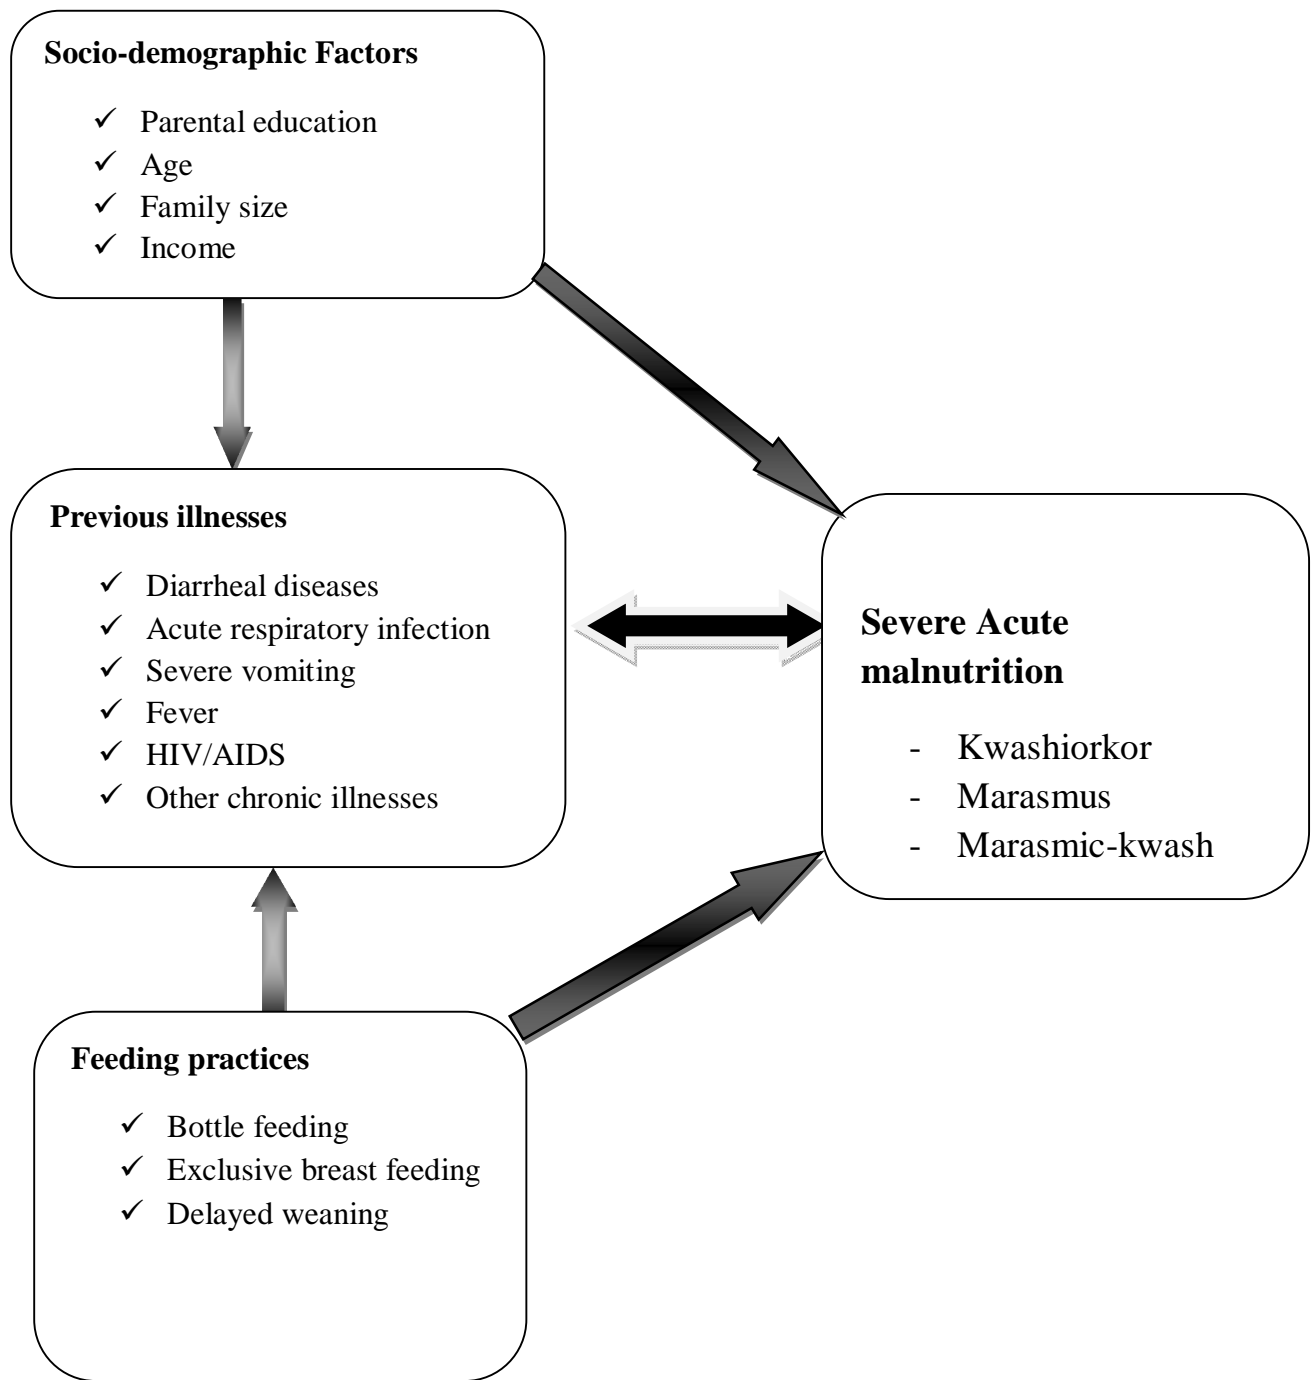 Socio-demographic Factors
✓ Parental education
✓ Age
✓ Family size
✓ Income
Previous illnesses
✓ Diarrheal diseases
✓ Acute respiratory infection
✓ Severe vomiting
✓ Fever
✓ HIV/AIDS
✓ Other chronic illnesses
Severe Acute
malnutrition
- Kwashiorkor
- Marasmus
- Marasmic-kwash
Feeding practices
✓ Bottle feeding
✓ Exclusive breast feeding
✓ Delayed weaning